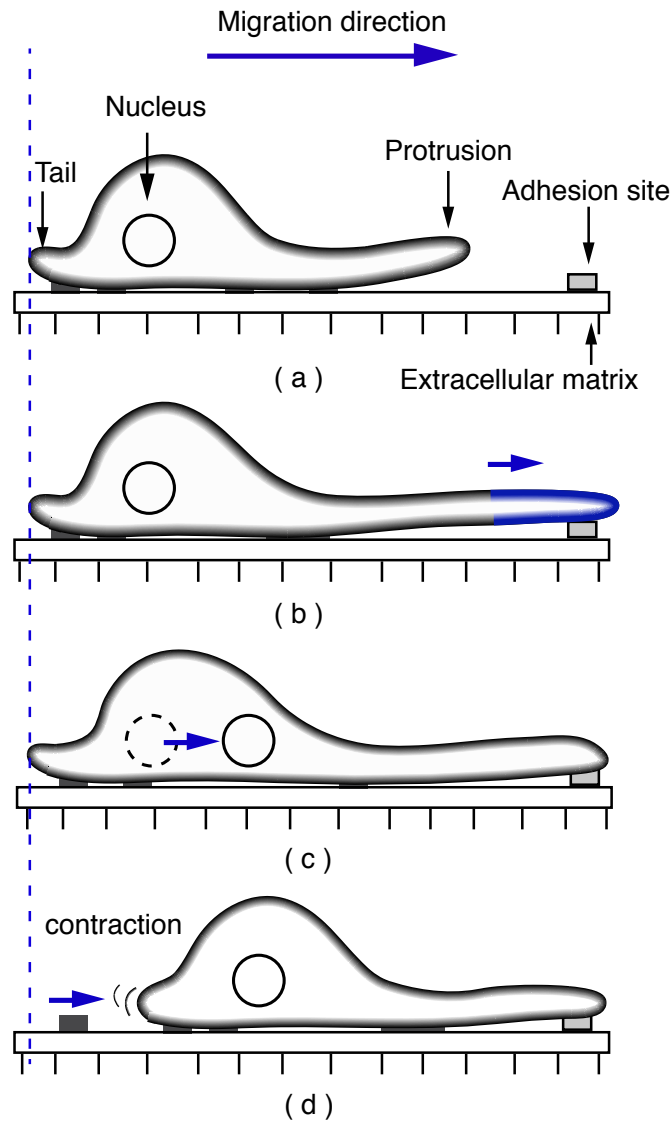 Migration direction
Nucleus
Tail
Protrusion
Adhesion site
( a )
Extracellular matrix
( b )
( c )
contraction
( d )